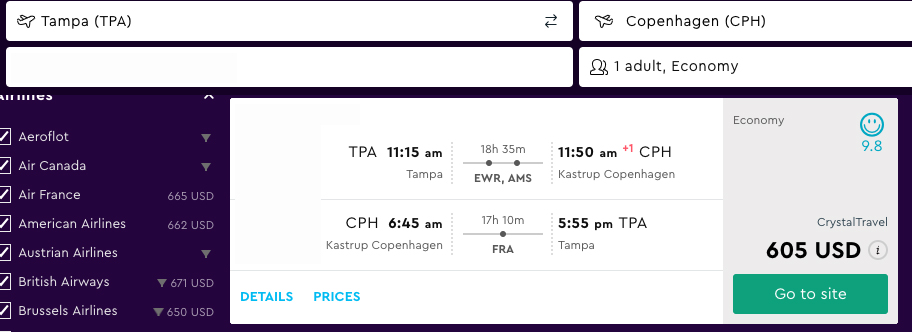 Tampa (TPA)
Copenhagen (CPH)
1 adult, Economy
Airlines
Aeroflot
Air Canada
Air France 665 USD
American Airlines 662 USD
Austrian Airlines
British Airways 671 USD
Brussels Airlines 650 USD
TPA 11:15 am 18h 35m 11:50 am +1 CPH
Tampa EWR, AMS Kastrup Copenhagen
CPH 6:45 am 17h 10m 5:55 pm TPA
Kastrup Copenhagen FRA Tampa
DETAILS PRICES
Economy
9.8
CrystalTravel
605 USD i
Go to site